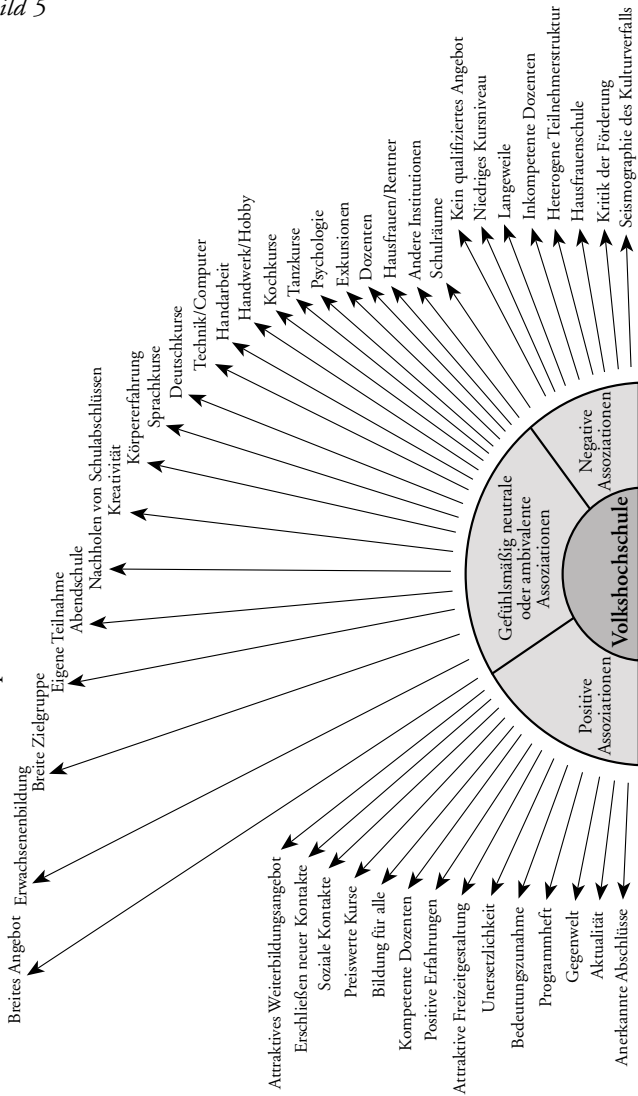 ild 5
Breites Angebot
Erwachsenenbildung
Breite Zielgruppe
Eigene Teilnahme
Abendschule
Nachholen von Schulabschlüssen
Kreativität
Körpererfahrung
Sprachkurse
Deutschkurse
Technik/Computer
Handarbeit
Handwerk/Hobby
Kochkurse
Tanzkurse
Psychologie
Exkursionen
Dozenten
Hausfrauen/Rentner
Andere Institutionen
Schulräume
Kein qualifiziertes Angebot
Niedriges Kursniveau
Langeweile
Inkompetente Dozenten
Heterogene Teilnehmerstruktur
Hausfrauenschule
Kritik der Förderung
Seismographie des Kulturverfalls
Attraktives Weiterbildungsangebot
Erschließen neuer Kontakte
Soziale Kontakte
Preiswerte Kurse
Bildung für alle
Kompetente Dozenten
Positive Erfahrungen
Attraktive Freizeitgestaltung
Unerserzlichkeit
Bedeutungszunahme
Programmheft
Gegenwelt
Aktualität
Anerkannte Abschlüsse
Positive
Assoziationen
Gefühlsmäßig neutrale
oder ambivalente
Assoziationen
Negative
Assoziationen
Volkshochschule